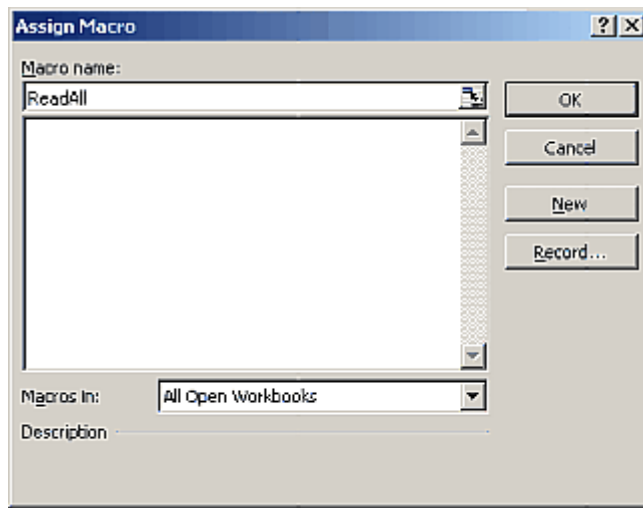 Assign Macro
Macro name:
ReadAll
OK
Cancel
New
Record...
Macros in:
All Open Workbooks
Description